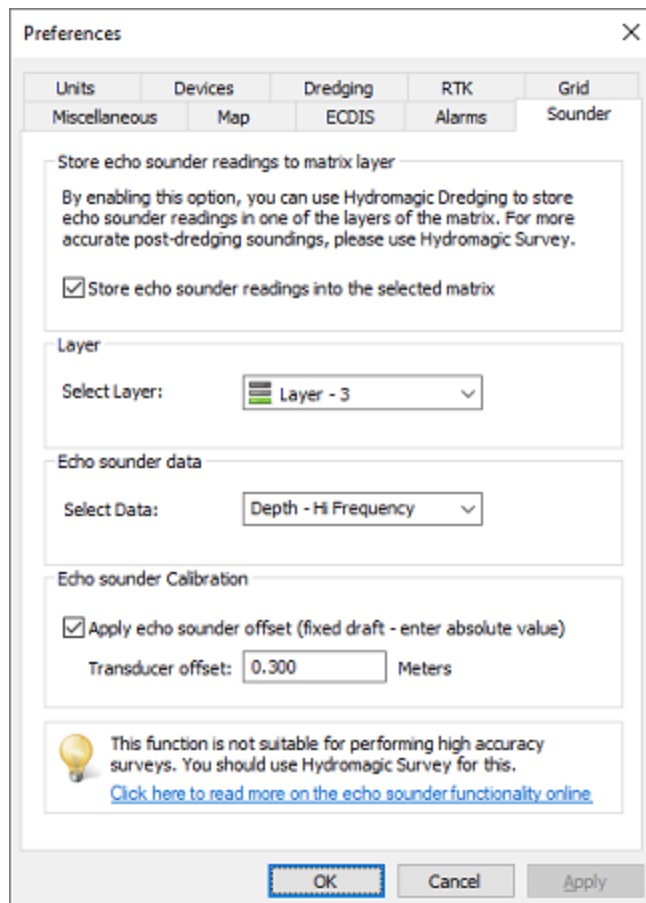 Preferences
Units Devices Dredging RTK Grid
Miscellaneous Map ECDIS Alarms Sounder
Store echo sounder readings to matrix layer
By enabling this option, you can use Hydromagic Dredging to store
echo sounder readings in one of the layers of the matrix. For more
accurate post-dredging soundings, please use Hydromagic Survey.
Store echo sounder readings into the selected matrix
Layer
Select Layer: Layer - 3
Echo sounder data
Select Data: Depth - Hi Frequency
Echo sounder Calibration
Apply echo sounder offset (fixed draft - enter absolute value)
Transducer offset: 0.300 Meters
This function is not suitable for performing high accuracy
surveys. You should use Hydromagic Survey for this.
Click here to read more on the echo sounder functionality online
OK Cancel Apply